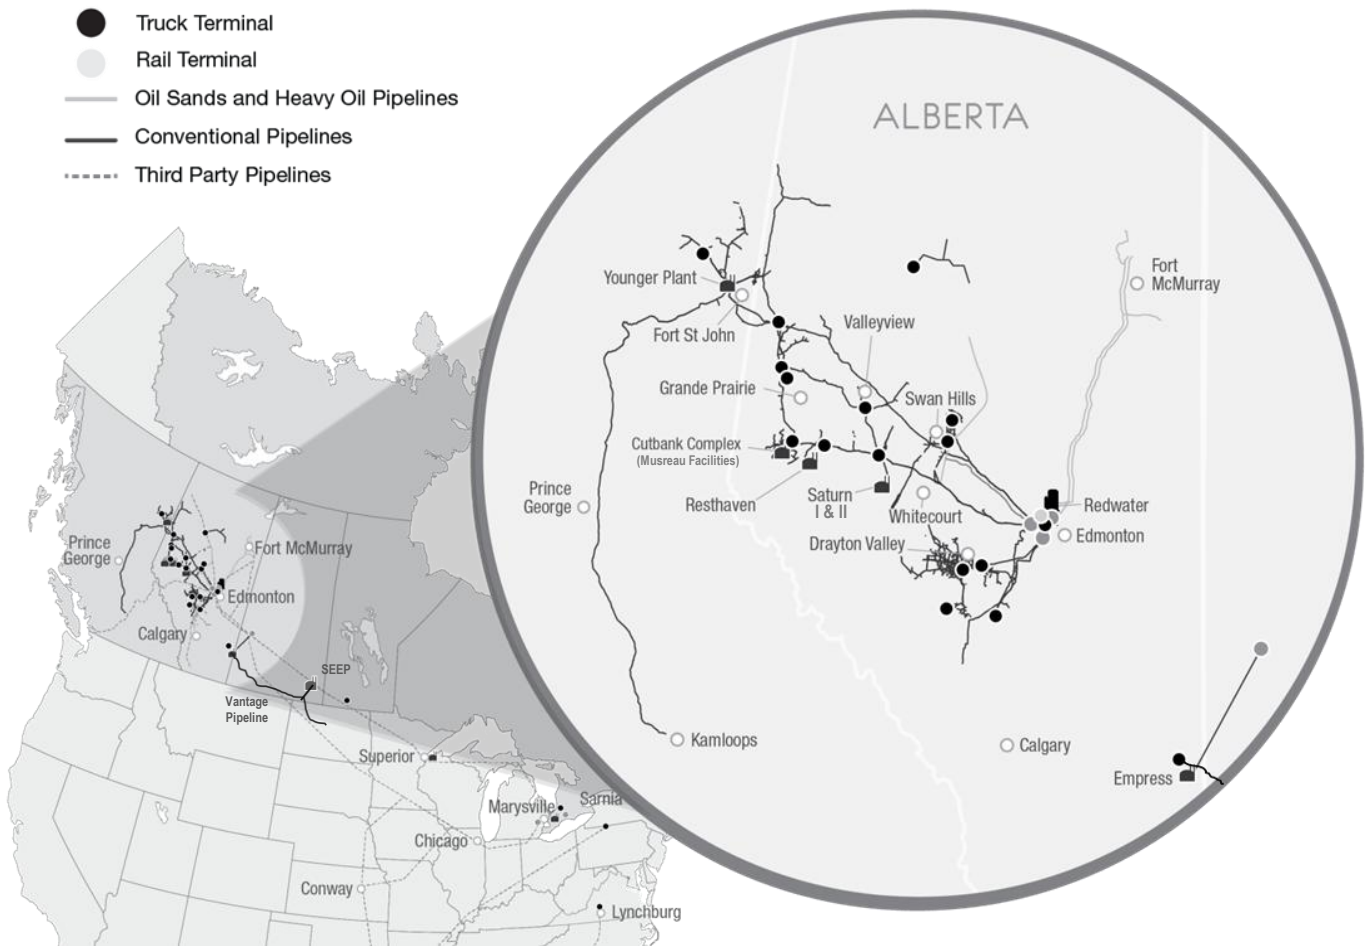 Truck Terminal
Rail Terminal
Oil Sands and Heavy Oil Pipelines
Conventional Pipelines
Third Party Pipelines
ALBERTA
Younger Plant
Fort St John
Fort
McMurray
Valleyview
Grande Prairie
Swan Hills
Cutbank Complex
(Musreau Facilities)
Resthaven
Saturn
I & II
Prince
George
Whitecourt
Redwater
Edmonton
Drayton Valley
Kamloops
Calgary
Empress
Prince
George
Fort McMurray
Edmonton
Calgary
SEEP
Vantage
Pipeline
Superior
Marysville
Sarnia
Chicago
Conway
Lynchburg